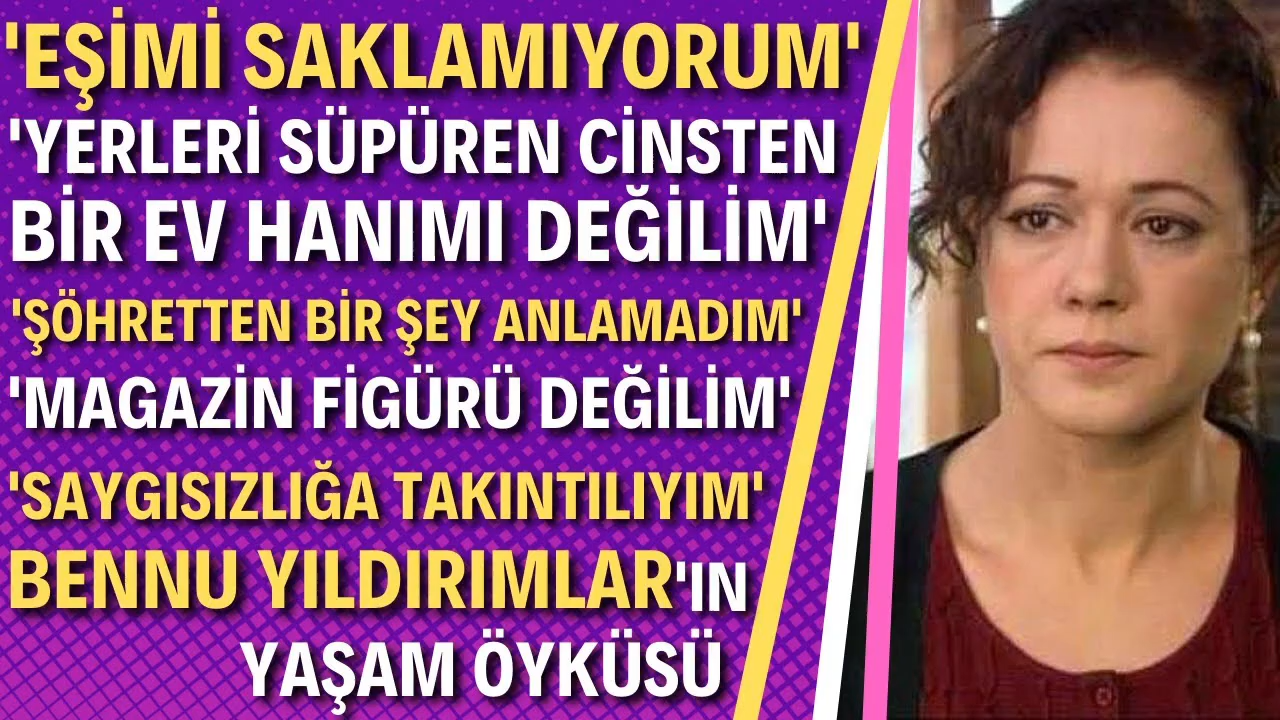 'EŞİMİ SAKLAMIYORUM'
'YERLERİ SÜPÜREN CİNSTEN
BİR EV HANIMI DEĞİLİM'
'ŞÖHRETTEN BİR ŞEY ANLAMADIM'
'MAGAZİN FİGÜRÜ DEĞİLİM'
'SAYGISIZLIĞA TAKINTILIYIM'
BENNU YILDIRIMLAR'IN
YAŞAM ÖYKÜSÜ